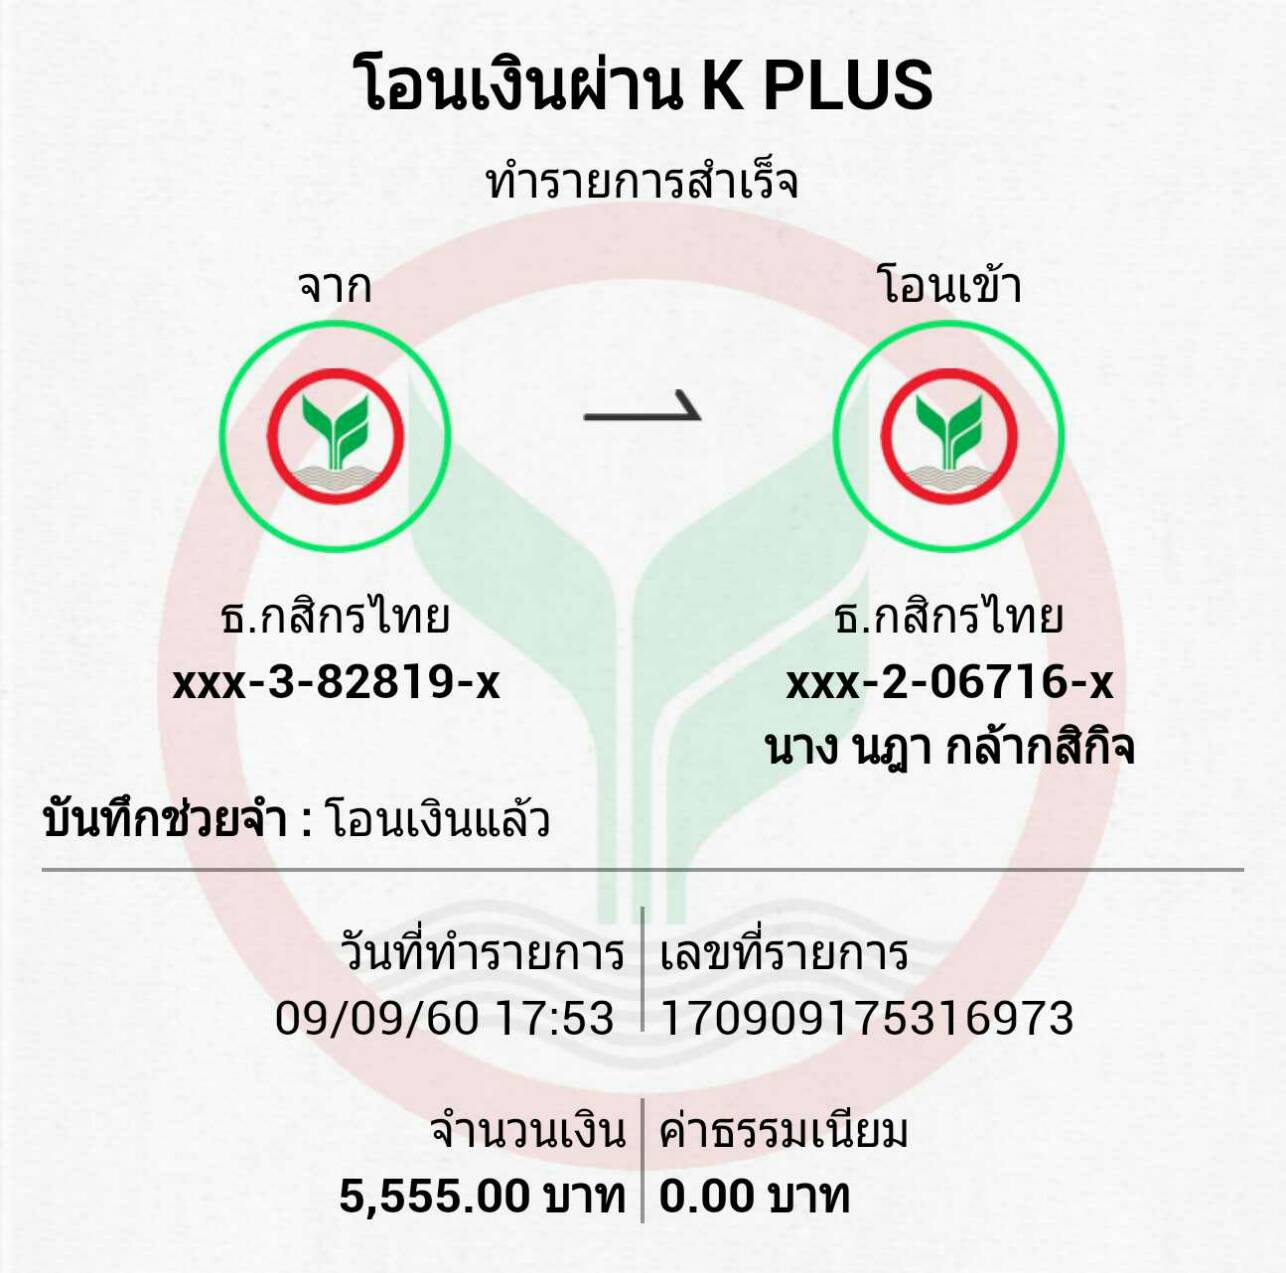 โอนเงินผ่าน K PLUS
ทำรายการสำเร็จ
จาก
โอนเข้า
ธ.กสิกรไทย
xxx-3-82819-x
ธ.กสิกรไทย
xxx-2-06716-x
นาง นฎา กล้ากสิกิจ
บันทึกช่วยจำ : โอนเงินแล้ว
วันที่ทำรายการ
09/09/60 17:53
เลขที่รายการ
170909175316973
จำนวนเงิน
5,555.00 บาท
ค่าธรรมเนียม
0.00 บาท